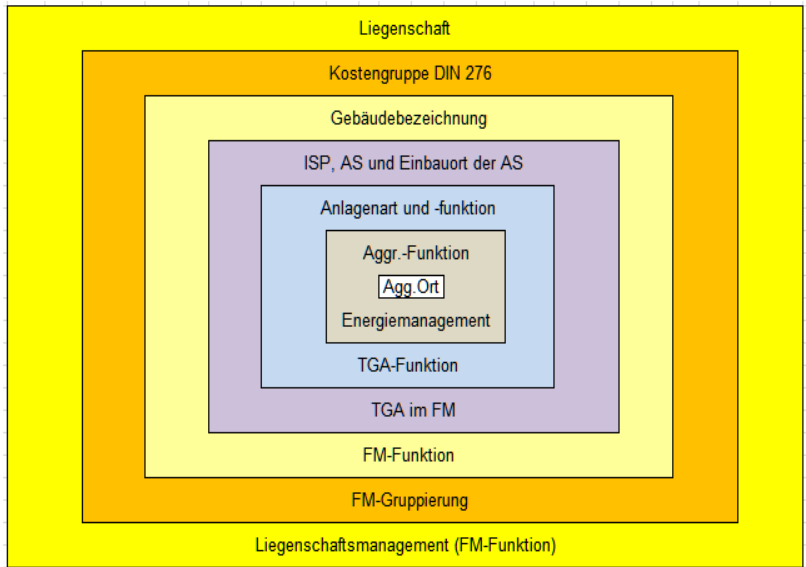 Liegenschaft
Kostengruppe DIN 276
Gebäudebezeichnung
ISP, AS und Einbauort der AS
Anlagenart und -funktion
Aggr.-Funktion
Agg.Ort
Energiemanagement
TGA-Funktion
TGA im FM
FM-Funktion
FM-Gruppierung
Liegenschaftsmanagement (FM-Funktion)